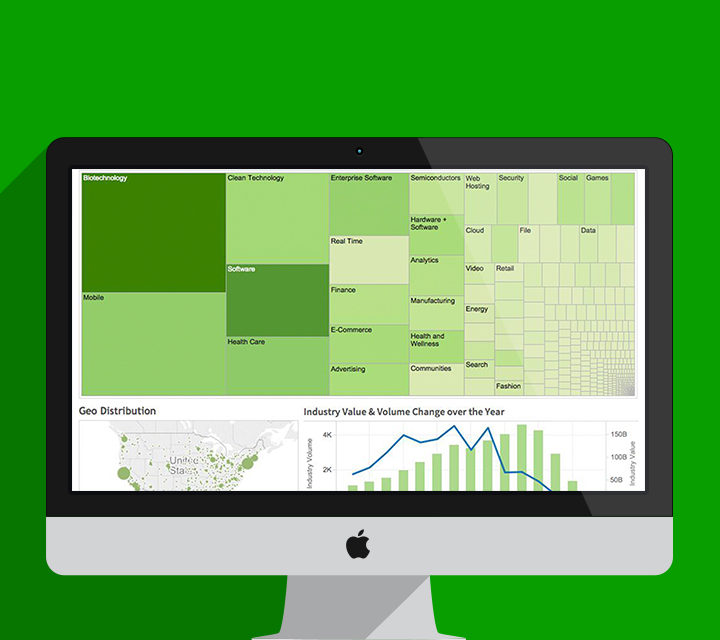 Biotechnology
Clean Technology
Enterprise Software
Semiconductors
Web
Hosting
Security
Social
Games
Hardware +
Software
Cloud
File
Data
Real Time
Analytics
Video
Retail
Software
Mobile
Finance
Manufacturing
Energy
E-Commerce
Health and
Wellness
Health Care
Advertising
Communities
Search
Fashion
Geo Distribution
Industry Value & Volume Change over the Year
United
Sta
Industry Volume
4K
2K
150B
100B
50B
Industry Value